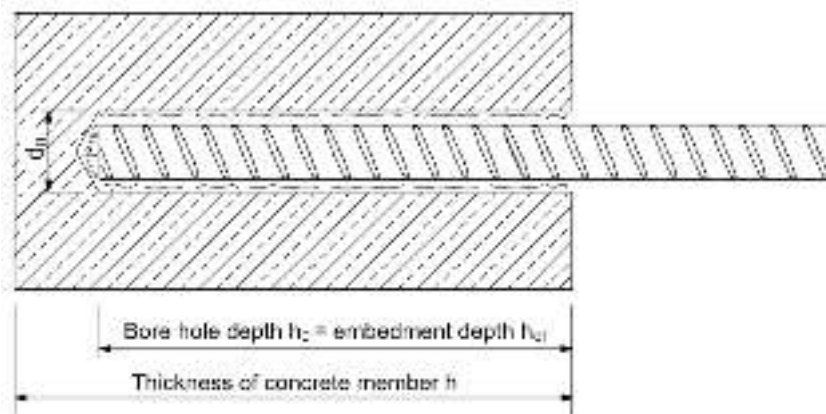 d₀
Bore hole depth h₀ = embedment depth hₑf
Thickness of concrete member h